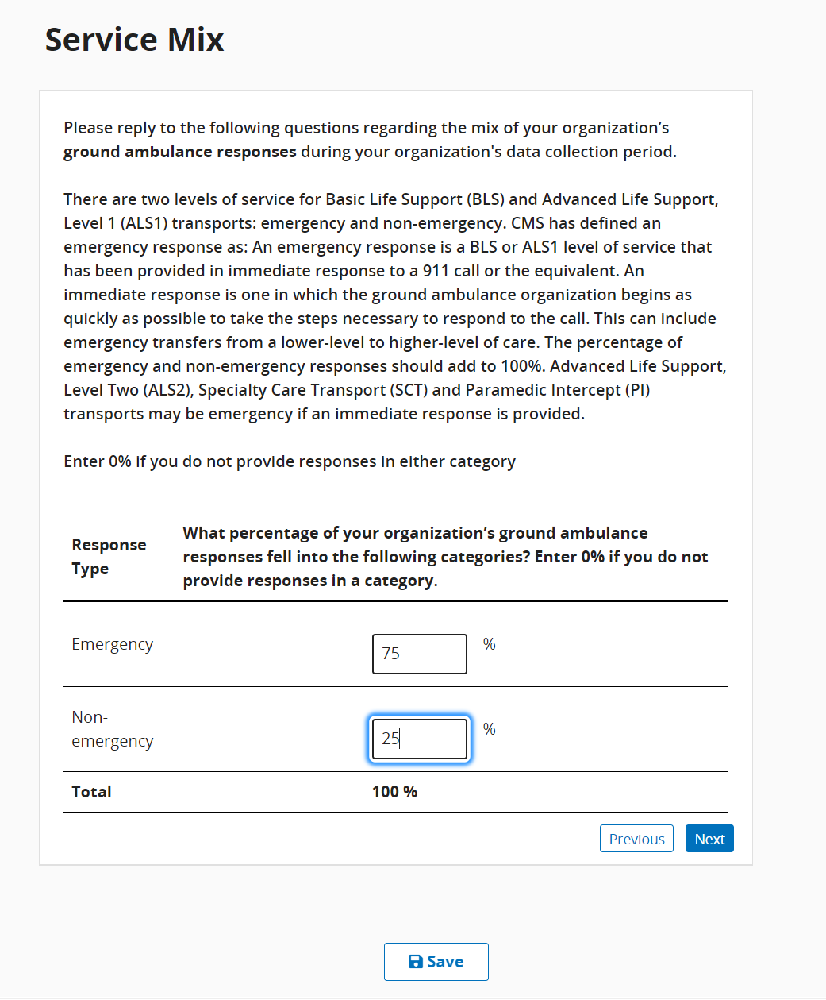 Service Mix
Please reply to the following questions regarding the mix of your organization’s
ground ambulance responses during your organization's data collection period.
There are two levels of service for Basic Life Support (BLS) and Advanced Life Support,
Level 1 (ALS1) transports: emergency and non-emergency. CMS has defined an
emergency response as: An emergency response is a BLS or ALS1 level of service that
has been provided in immediate response to a 911 call or the equivalent. An
immediate response is one in which the ground ambulance organization begins as
quickly as possible to take the steps necessary to respond to the call. This can include
emergency transfers from a lower-level to higher-level of care. The percentage of
emergency and non-emergency responses should add to 100%. Advanced Life Support,
Level Two (ALS2), Specialty Care Transport (SCT) and Paramedic Intercept (PI)
transports may be emergency if an immediate response is provided.
Enter 0% if you do not provide responses in either category
Response
Type
What percentage of your organization’s ground ambulance
responses fell into the following categories? Enter 0% if you do not
provide responses in a category.
Emergency 75 %
Non-
emergency 25 %
Total 100 %
Previous Next
Save